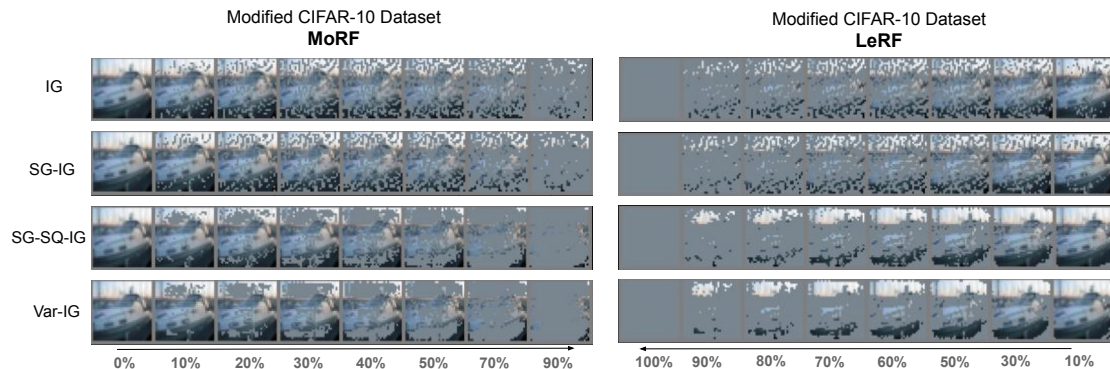 Modified CIFAR-10 Dataset
MoRF
Modified CIFAR-10 Dataset
LeRF
IG
SG-IG
SG-SQ-IG
Var-IG
0% 10% 20% 30% 40% 50% 70% 90%
100% 90% 80% 70% 60% 50% 30% 10%